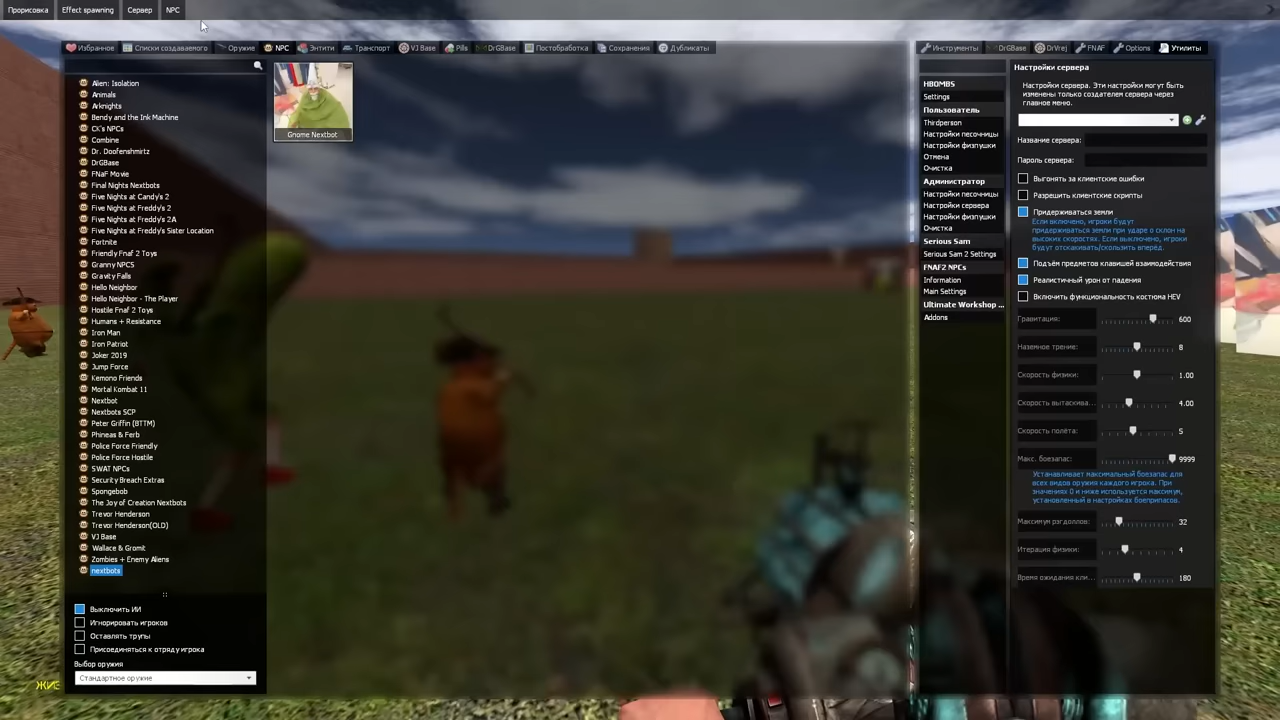 Прорисовка Effect spawning Сервер NPC
Избранное Списки создаваемого Оружие NPC Энтити Транспорт VJ Base Pills DrGBase Постобработка Сохранения Дубликаты
Alien: Isolation
Animals
Arknights
Bendy and the Ink Machine
CK's NPCs
Combine
Dr. Doofenshmirtz
DrGBase
FNaF Movie
Final Nights Nextbots
Five Nights at Candy's 2
Five Nights at Freddy's 2
Five Nights at Freddy's 2A
Five Nights at Freddy's Sister Location
Fortnite
Friendly Fnaf 2 Toys
Granny NPCS
Gravity Falls
Hello Neighbor
Hello Neighbor - The Player
Hostile Fnaf 2 Toys
Humans + Resistance
Iron Man
Iron Patriot
Joker 2019
Jump Force
Kemono Friends
Mortal Kombat 11
Nextbot
Nextbots SCP
Peter Griffin (BTTM)
Phineas & Ferb
Police Force Friendly
Police Force Hostile
SWAT NPCs
Security Breach Extras
Spongebob
The Joy of Creation Nextbots
Trevor Henderson
Trevor Henderson(OLD)
VJ Base
Wallace & Gromit
Zombies + Enemy Aliens
nextbots
Выключить ИИ
Игнорировать игроков
Оставлять трупы
Присоединяться к отряду игрока
Выбор оружия
Стандартное оружие
Gnome Nextbot
Инструменты DrGBase DrVrej FNAF Options Утилиты
HBOMBS
Settings
Пользователь
Thirdperson
Настройки песочницы
Настройки физпушки
Отмена
Очистка
Администратор
Настройки песочницы
Настройки сервера
Настройки физпушки
Очистка
Serious Sam
Serious Sam 2 Settings
FNAF2 NPCs
Information
Main Settings
Ultimate Workshop ...
Addons
Настройки сервера
Настройки сервера. Эти настройки могут быть
изменены только создателем сервера через
главное меню.
Название сервера:
Пароль сервера:
Выгонять за клиентские ошибки
Разрешить клиентские скрипты
Придерживаться земли
Если включено, игроки будут
придерживаться земли при ударе о склон на
высоких скоростях. Если выключено, игроки
будут отскакивать/скользить вперёд.
Подъём предметов клавишей взаимодействия
Реалистичный урон от падения
Включить функциональность костюма HEV
Гравитация: 600
Наземное трение: 8
Скорость физики: 1.00
Скорость вытаскива... 4.00
Скорость полёта: 5
Макс. боезапас: 9999
Устанавливает максимальный боезапас для
всех видов оружия каждого игрока. При
значениях 0 и ниже используется максимум,
установленный в настройках боеприпасов.
Максимум рэгдоллов: 32
Итерация физики: 4
Время ожидания кли... 180